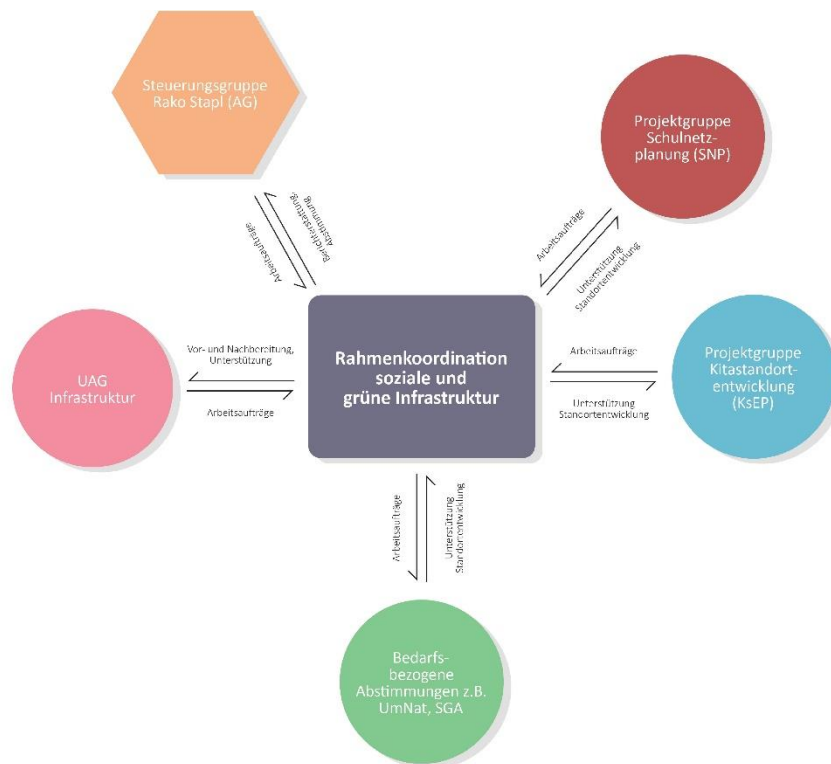 Steuerungsgruppe
Rako Stapl (AG)
Projektgruppe
Schulnetz-
planung (SNP)
Berichterstattung,
Abstimmung
Arbeitsaufträge
Arbeitsaufträge
Unterstützung
Standortentwicklung
UAG
Infrastruktur
Vor- und Nachbereitung,
Unterstützung
Arbeitsaufträge
Rahmenkoordination
soziale und
grüne Infrastruktur
Arbeitsaufträge
Unterstützung
Standortentwicklung
Projektgruppe
Kitastandort-
entwicklung
(KsEP)
Arbeitsaufträge
Unterstützung
Standortentwicklung
Bedarfs-
bezogene
Abstimmungen z.B.
UmNat, SGA